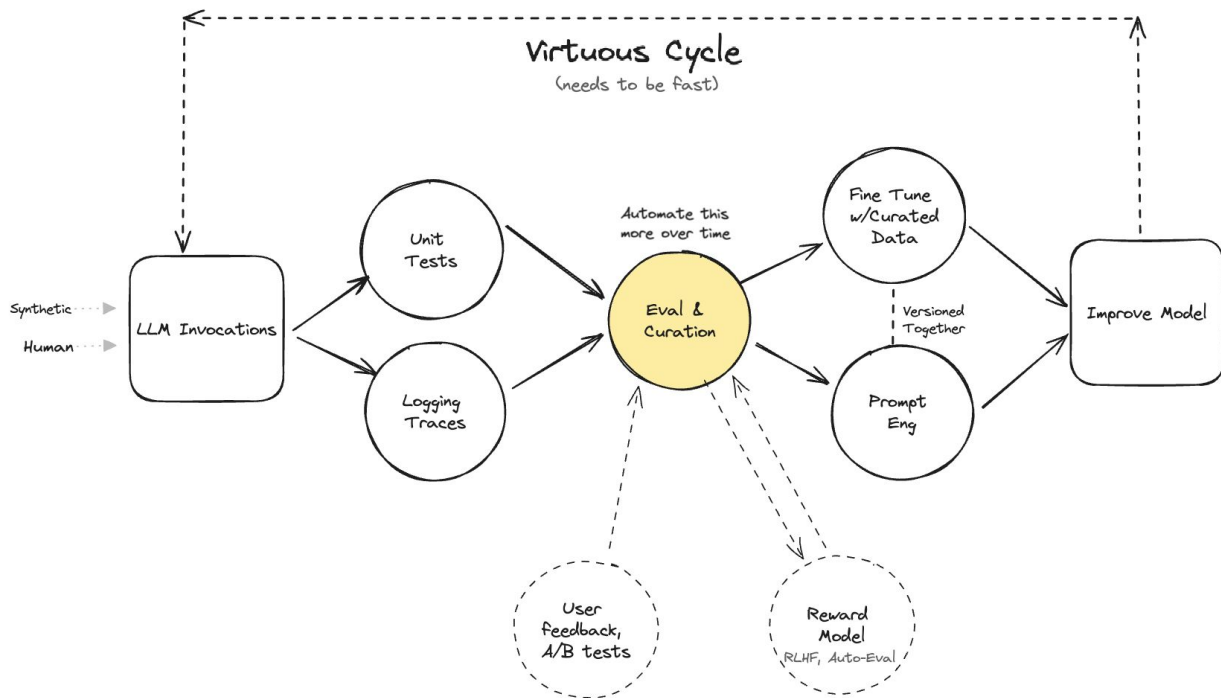 Virtuous Cycle
(needs to be fast)
Synthetic
Human
LLM Invocations
Unit
Tests
Logging
Traces
Automate this
more over time
Eval &
Curation
Fine Tune
w/Curated
Data
Versioned
Together
Prompt
Eng
Improve Model
User
feedback,
A/B tests
Reward
Model
RLHF, Auto-Eval